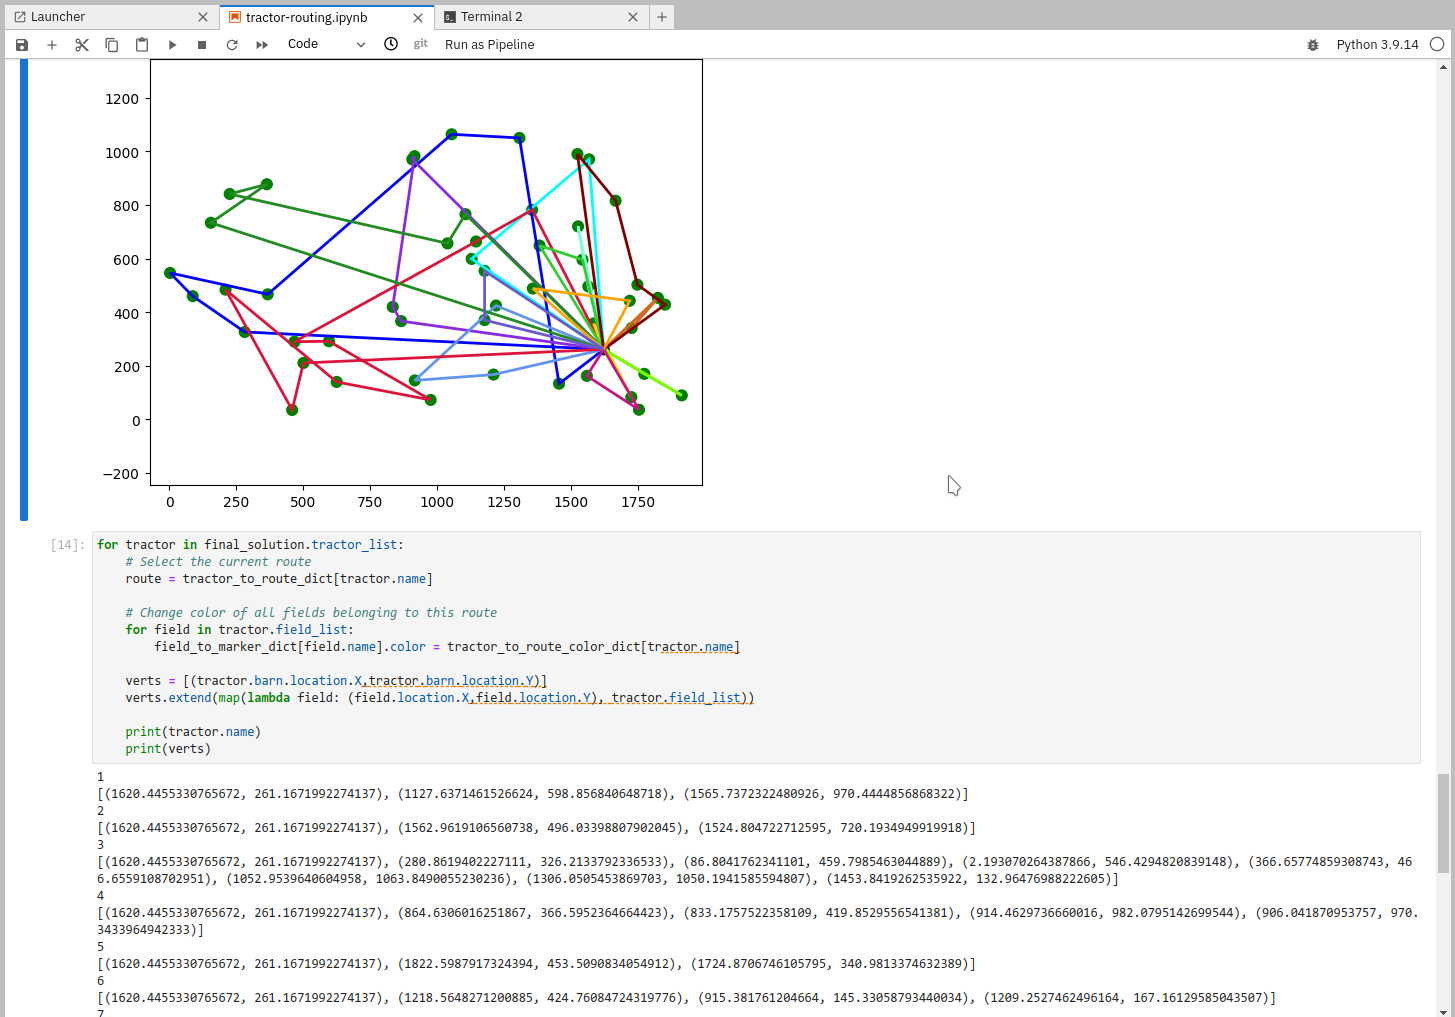 Launcher
tractor-routing.ipynb
Terminal 2
Code
git
Run as Pipeline
Python 3.9.14
1200
1000
800
600
400
200
0
−200
0 250 500 750 1000 1250 1500 1750
[14]:
for tractor in final_solution.tractor_list:
# Select the current route
route = tractor_to_route_dict[tractor.name]
# Change color of all fields belonging to this route
for field in tractor.field_list:
field_to_marker_dict[field.name].color = tractor_to_route_color_dict[tractor.name]
verts = [(tractor.barn.location.X,tractor.barn.location.Y)]
verts.extend(map(lambda field: (field.location.X,field.location.Y), tractor.field_list))
print(tractor.name)
print(verts)
1
[(1620.4455330765672, 261.1671992274137), (1127.6371461526624, 598.856840648718), (1565.7372322480926, 970.4444856868322)]
2
[(1620.4455330765672, 261.1671992274137), (1562.9619106560738, 496.03398807902045), (1524.804722712595, 720.1934949919918)]
3
[(1620.4455330765672, 261.1671992274137), (280.8619402227111, 326.2133792336533), (86.8041762341101, 459.7985463044889), (2.193070264387866, 546.4294820839148), (366.65774859308743, 46
6.6559108702951), (1052.9539640604958, 1063.8490055230236), (1306.0505453869703, 1050.1941585594807), (1453.8419262535922, 132.96476988222605)]
4
[(1620.4455330765672, 261.1671992274137), (864.6306016251867, 366.5952364664423), (833.1757522358109, 419.8529556541381), (914.4629736660016, 982.0795142699544), (906.041870953757, 970.
3433964942333)]
5
[(1620.4455330765672, 261.1671992274137), (1822.5987917324394, 453.5090834054912), (1724.8706746105795, 340.9813374632389)]
6
[(1620.4455330765672, 261.1671992274137), (1218.5648271200885, 424.76084724319776), (915.381761204664, 145.33058793440034), (1209.2527462496164, 167.16129585043507)]
7